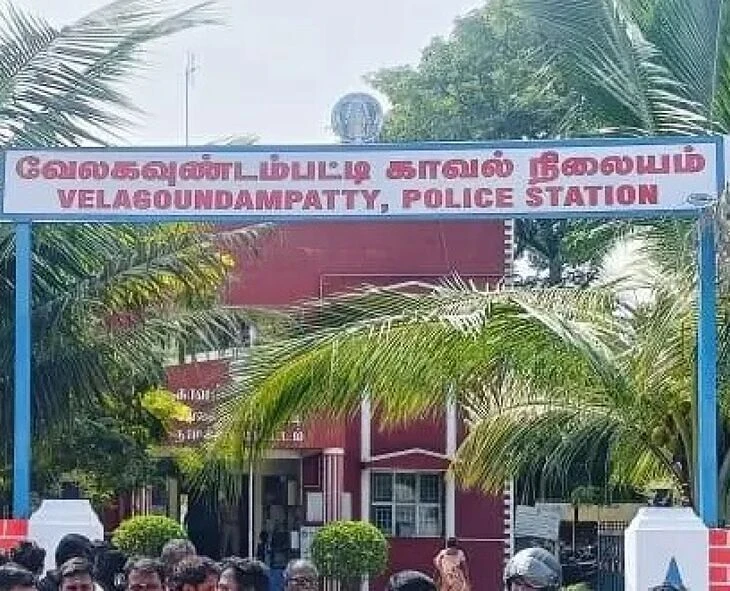 வேலகவுண்டம்பட்டி காவல் நிலையம்
VELAGOUNDAMPATTY, POLICE STATION